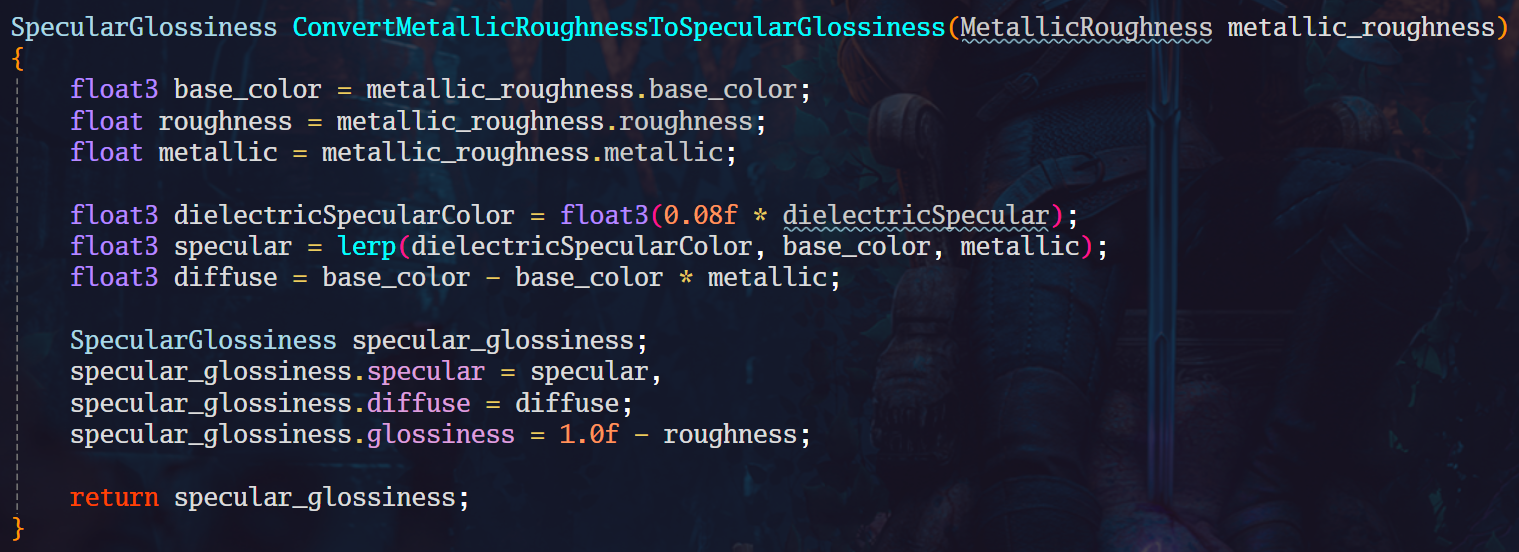 SpecularGlossiness ConvertMetallicRoughnessToSpecularGlossiness(MetallicRoughness metallic_roughness)
{
    float3 base_color = metallic_roughness.base_color;
    float roughness = metallic_roughness.roughness;
    float metallic = metallic_roughness.metallic;

    float3 dielectricSpecularColor = float3(0.08f * dielectricSpecular);
    float3 specular = lerp(dielectricSpecularColor, base_color, metallic);
    float3 diffuse = base_color - base_color * metallic;

    SpecularGlossiness specular_glossiness;
    specular_glossiness.specular = specular,
    specular_glossiness.diffuse = diffuse;
    specular_glossiness.glossiness = 1.0f - roughness;

    return specular_glossiness;
}